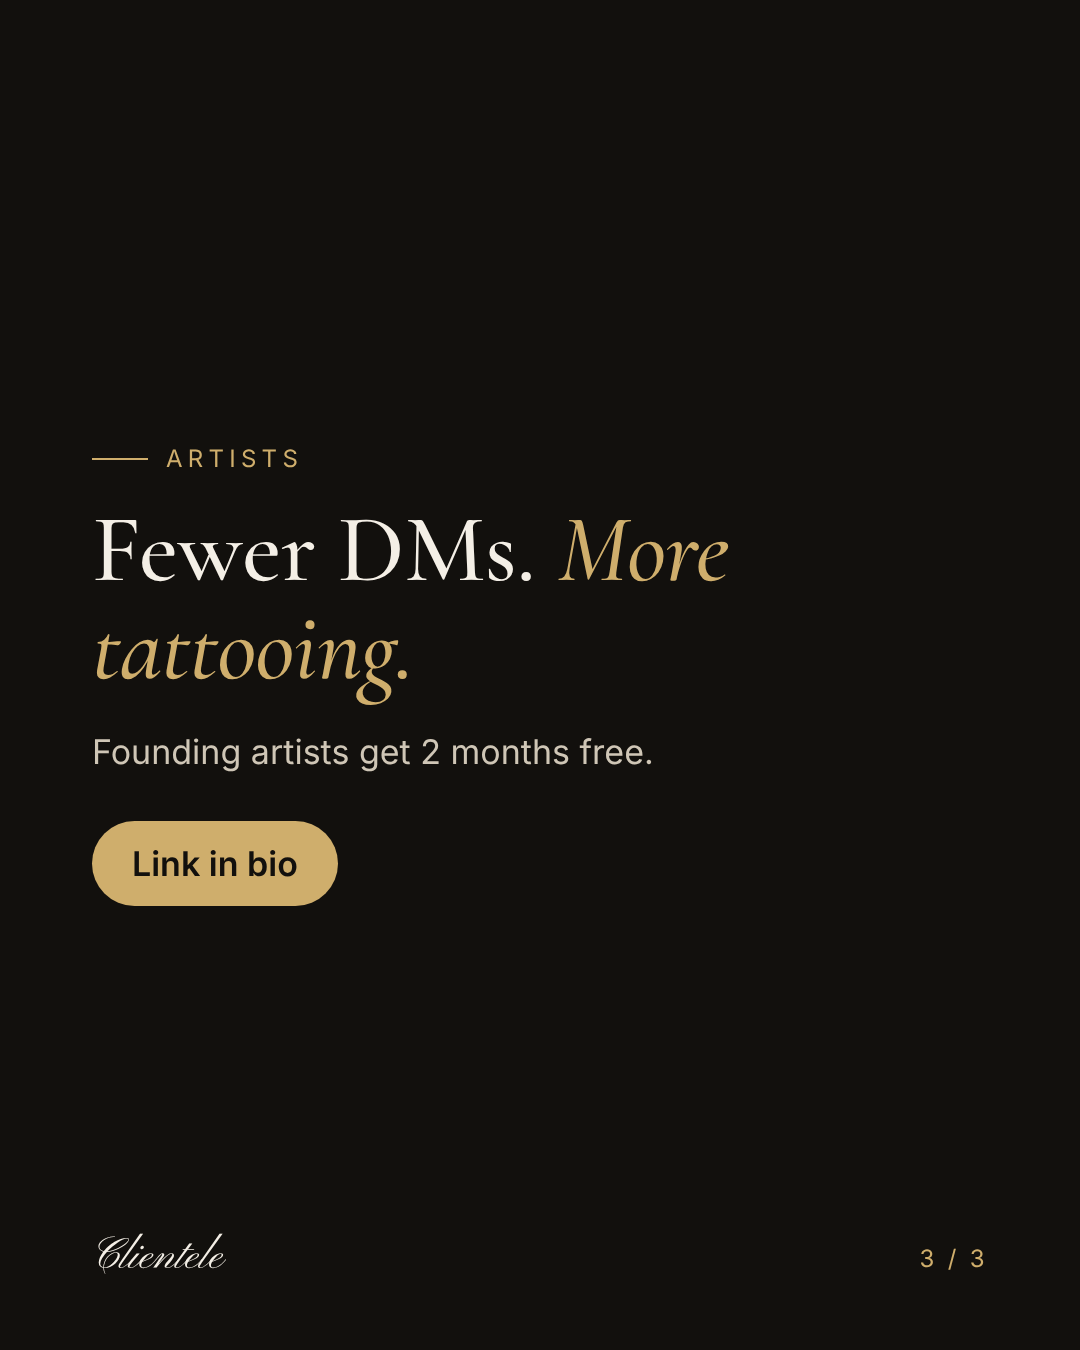 ARTISTS
Fewer DMs. More
tattooing.
Founding artists get 2 months free.
Link in bio
Clientele
3 / 3